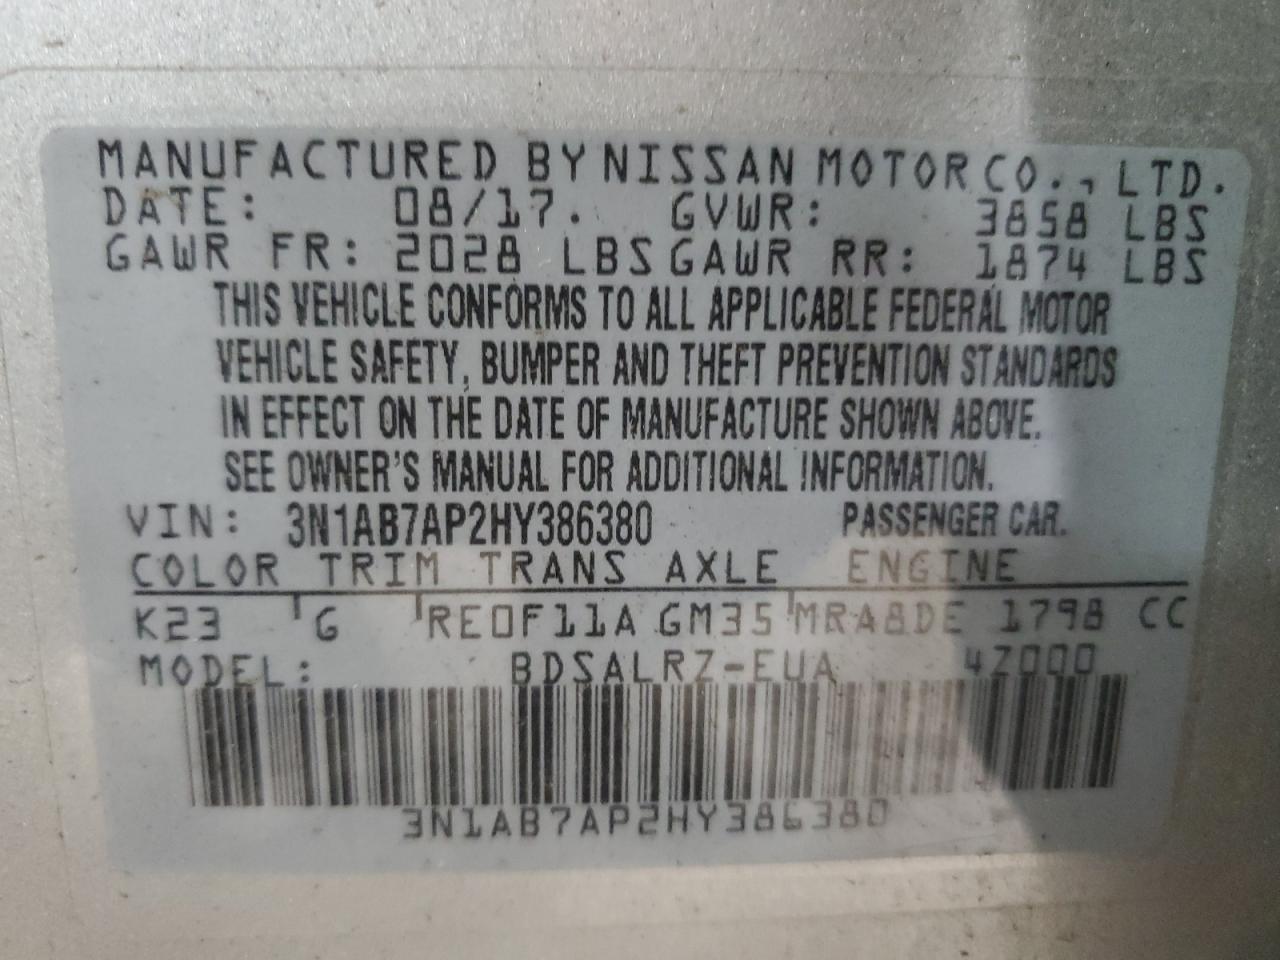 MANUFACTURED BY NISSAN MOTOR CO., LTD.
DATE: 08/17. GVWR: 3858 LBS
GAWR FR: 2028 LBS GAWR RR: 1874 LBS
THIS VEHICLE CONFORMS TO ALL APPLICABLE FEDERAL MOTOR
VEHICLE SAFETY, BUMPER AND THEFT PREVENTION STANDARDS
IN EFFECT ON THE DATE OF MANUFACTURE SHOWN ABOVE.
SEE OWNER'S MANUAL FOR ADDITIONAL INFORMATION.
VIN: 3N1AB7AP2HY386380 PASSENGER CAR.
COLOR TRIM TRANS AXLE ENGINE
K23 G RE0F11A GM35 MRA8DE 1798 CC
MODEL: BDSALRZ-EUA 4Z000
3N1AB7AP2HY386380